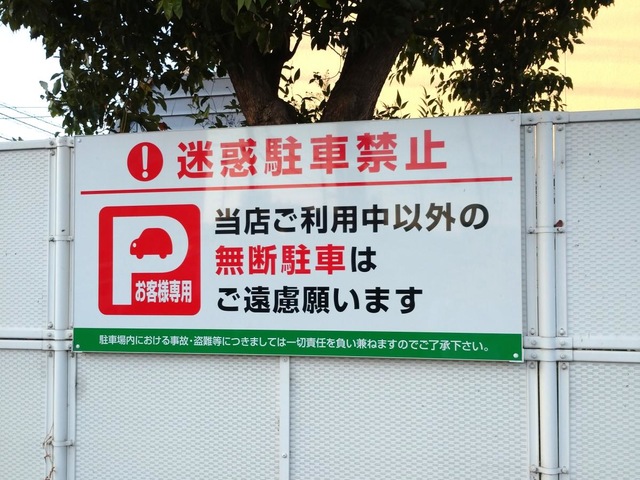 ! 迷惑駐車禁止
P
お客様専用
当店ご利用中以外の
無断駐車は
ご遠慮願います
駐車場内における事故・盗難等につきましては一切責任を負い兼ねますのでご了承下さい。